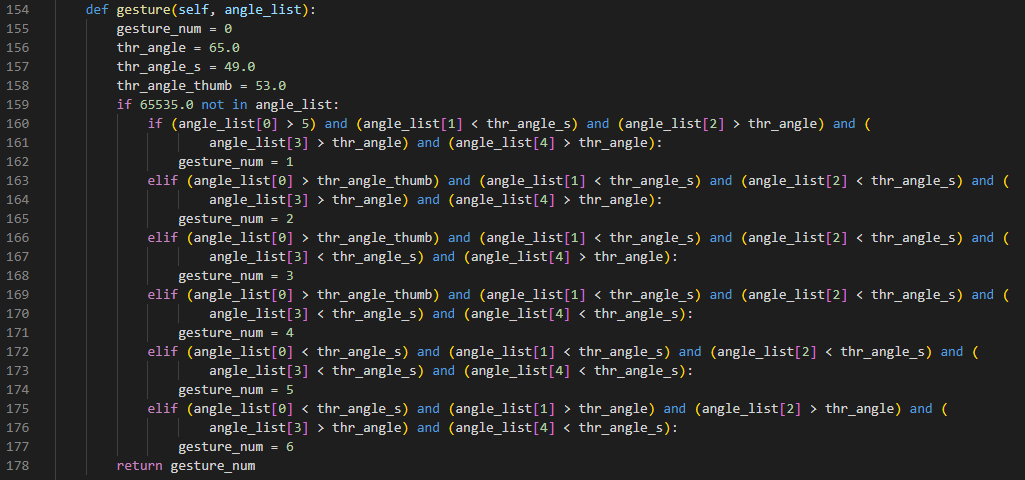 154 def gesture(self, angle_list):
155 gesture_num = 0
156 thr_angle = 65.0
157 thr_angle_s = 49.0
158 thr_angle_thumb = 53.0
159 if 65535.0 not in angle_list:
160 if (angle_list[0] > 5) and (angle_list[1] < thr_angle_s) and (angle_list[2] > thr_angle) and (
161 angle_list[3] > thr_angle) and (angle_list[4] > thr_angle):
162 gesture_num = 1
163 elif (angle_list[0] > thr_angle_thumb) and (angle_list[1] < thr_angle_s) and (angle_list[2] < thr_angle_s) and (
164 angle_list[3] > thr_angle) and (angle_list[4] > thr_angle):
165 gesture_num = 2
166 elif (angle_list[0] > thr_angle_thumb) and (angle_list[1] < thr_angle_s) and (angle_list[2] < thr_angle_s) and (
167 angle_list[3] < thr_angle_s) and (angle_list[4] > thr_angle):
168 gesture_num = 3
169 elif (angle_list[0] > thr_angle_thumb) and (angle_list[1] < thr_angle_s) and (angle_list[2] < thr_angle_s) and (
170 angle_list[3] < thr_angle_s) and (angle_list[4] < thr_angle_s):
171 gesture_num = 4
172 elif (angle_list[0] < thr_angle_s) and (angle_list[1] < thr_angle_s) and (angle_list[2] < thr_angle_s) and (
173 angle_list[3] < thr_angle_s) and (angle_list[4] < thr_angle_s):
174 gesture_num = 5
175 elif (angle_list[0] < thr_angle_s) and (angle_list[1] > thr_angle) and (angle_list[2] > thr_angle) and (
176 angle_list[3] > thr_angle) and (angle_list[4] < thr_angle_s):
177 gesture_num = 6
178 return gesture_num